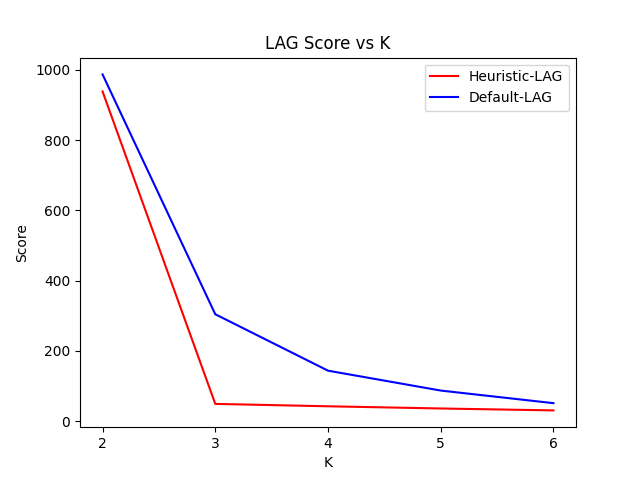 LAG Score vs K
Heuristic-LAG
Default-LAG
1000
800
600
400
200
0
Score
2 3 4 5 6
K